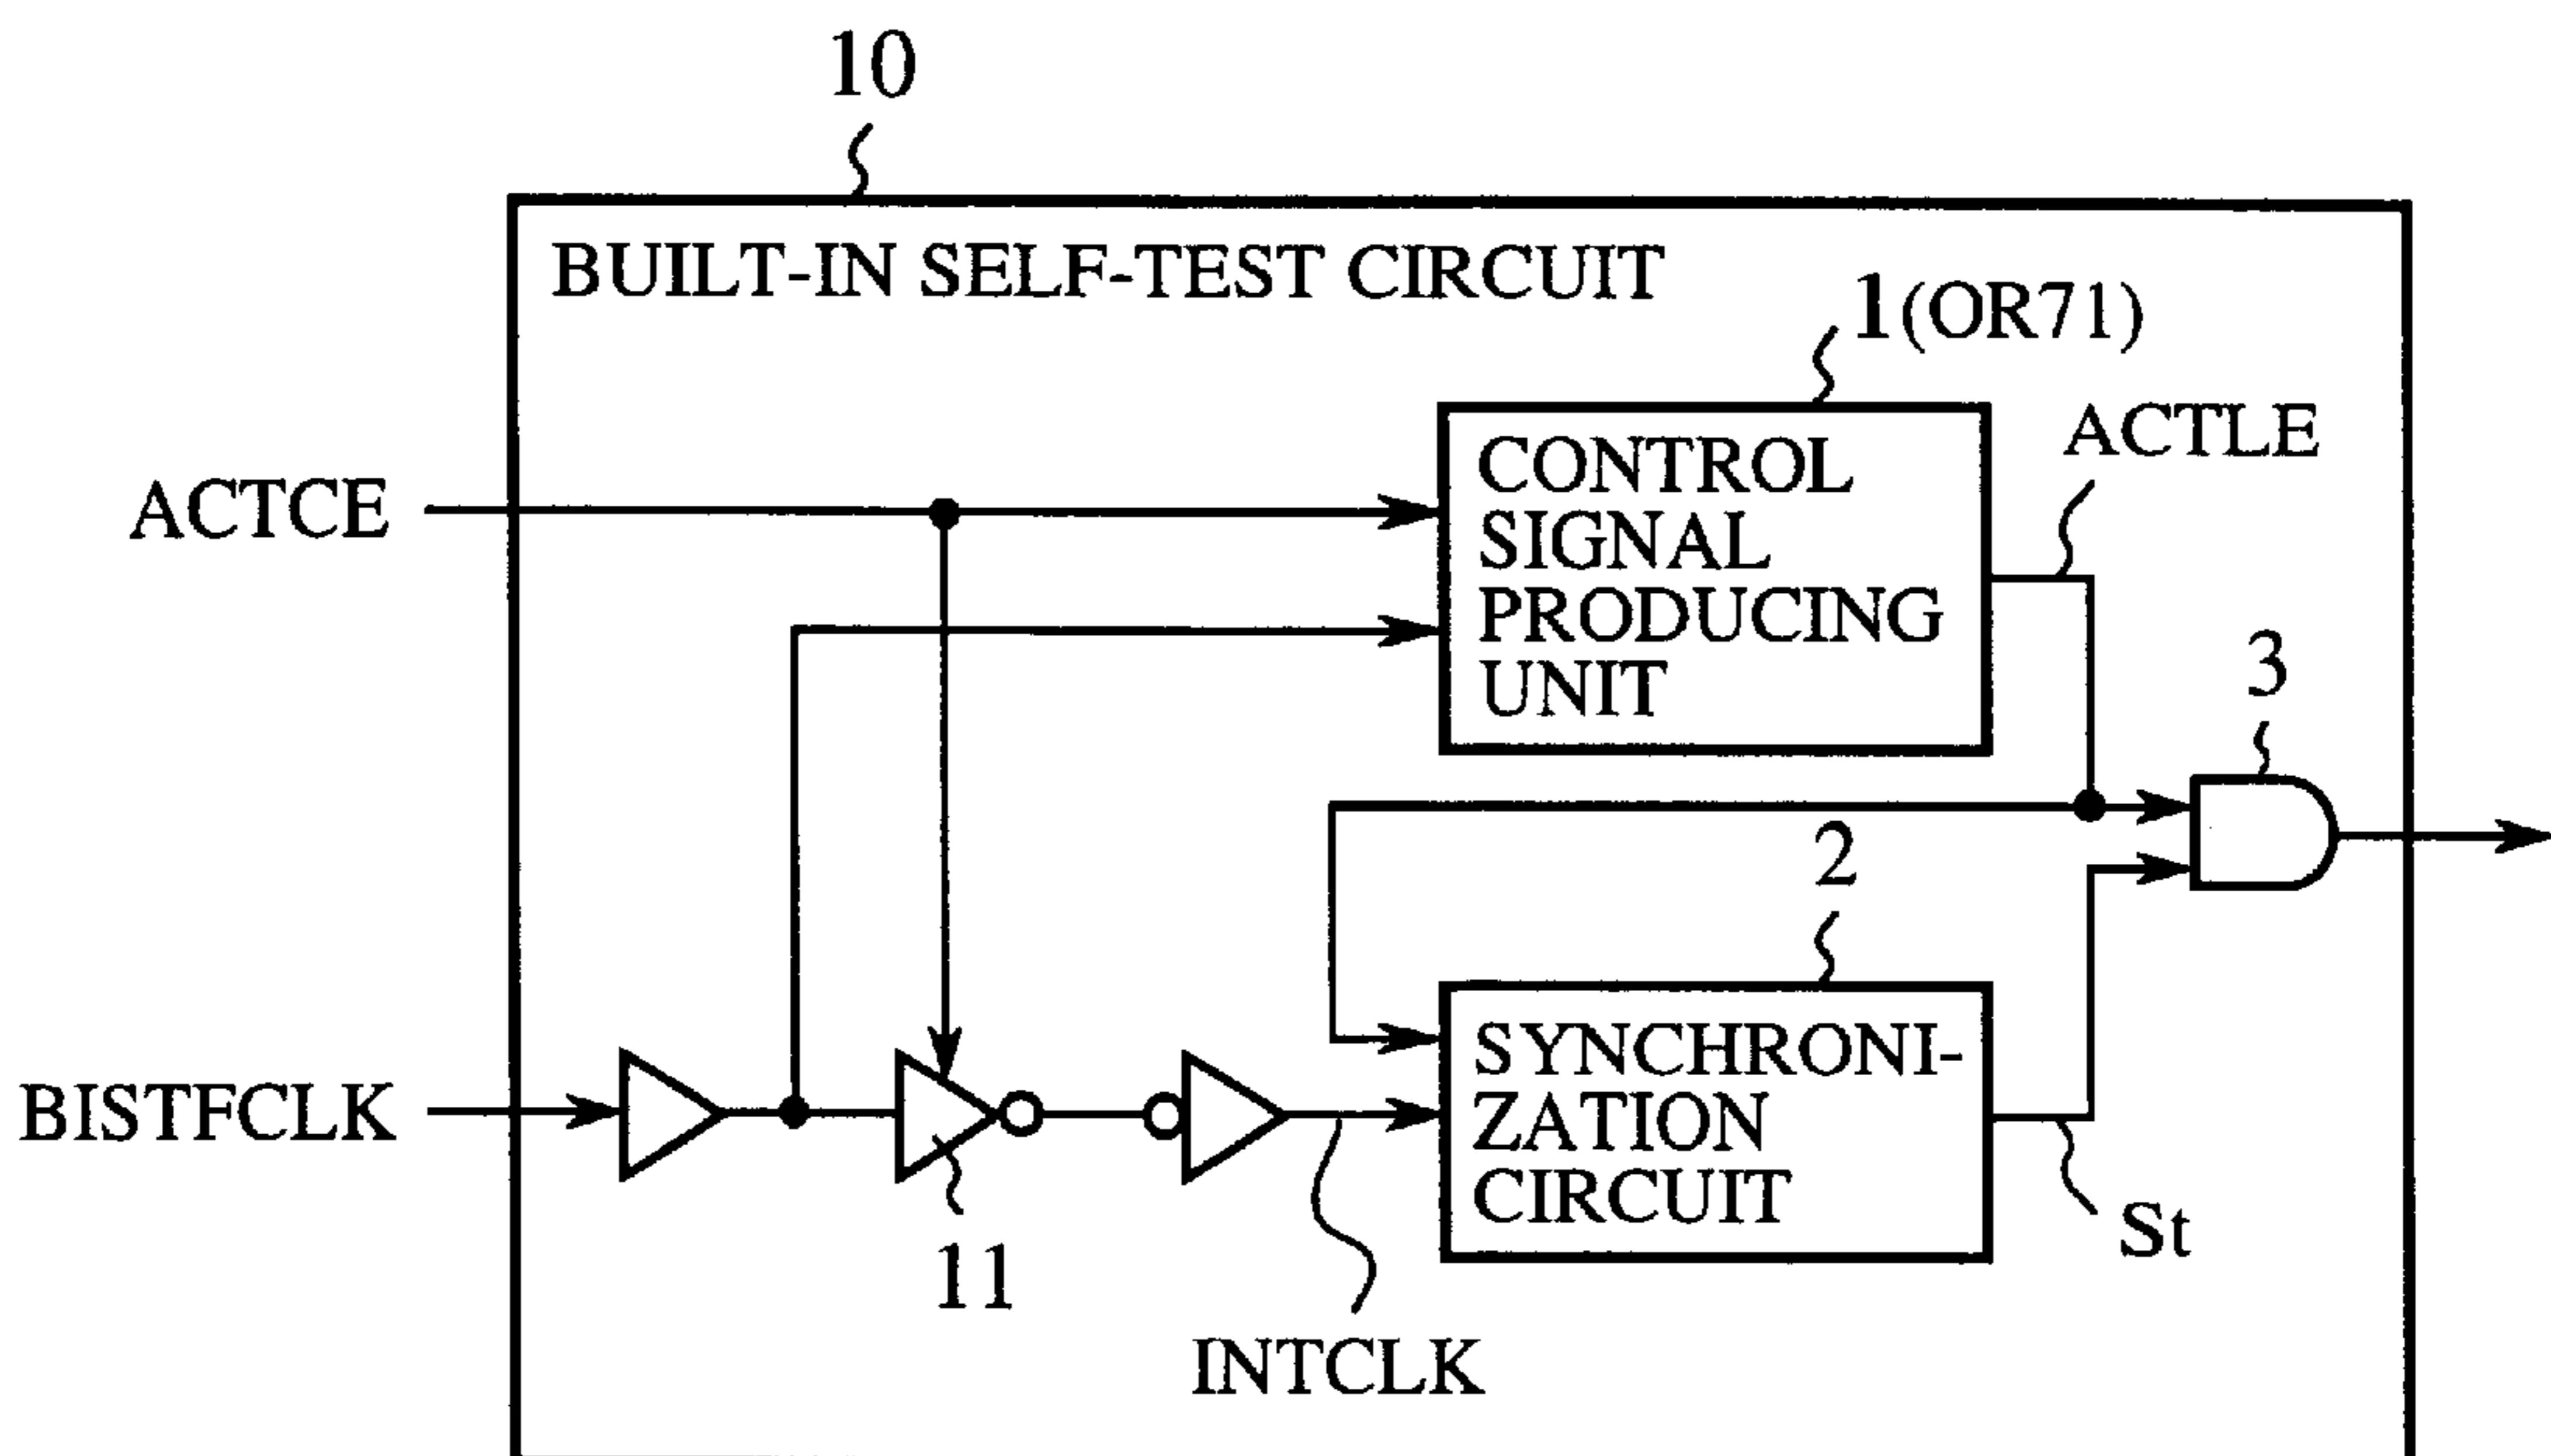 10
BUILT-IN SELF-TEST CIRCUIT
1(OR71)
ACTLE
ACTCE
CONTROL
SIGNAL
PRODUCING
UNIT
3
2
BISTFCLK
SYNCHRONI-
ZATION
CIRCUIT
11
St
INTCLK